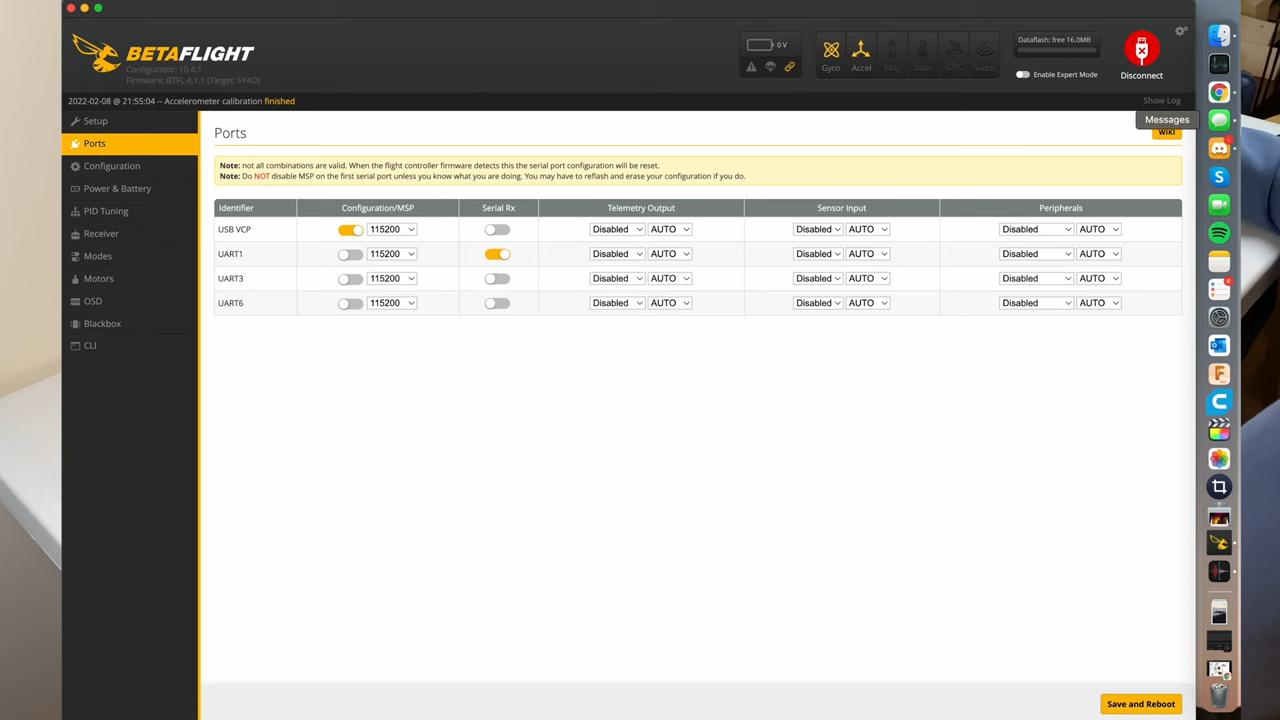 BETAFLIGHT
Configurator: 10.4.1
Firmware: BTFL 4.1.1 (Target: FY4O)
0 V
Gyro
Accel
Mag
Baro
GPS
Sonar
Dataflash: free 16.0MB
Enable Expert Mode
Disconnect
2022-02-08 @ 21:55:04 -- Accelerometer calibration finished
Show Log
Messages
WIKI
Setup
Ports
Configuration
Power & Battery
PID Tuning
Receiver
Modes
Motors
OSD
Blackbox
CLI
Ports
Note: not all combinations are valid. When the flight controller firmware detects this the serial port configuration will be reset.
Note: Do NOT disable MSP on the first serial port unless you know what you are doing. You may have to reflash and erase your configuration if you do.
Identifier Configuration/MSP Serial Rx Telemetry Output Sensor Input Peripherals
USB VCP 115200 Disabled AUTO Disabled AUTO Disabled AUTO
UART1 115200 Disabled AUTO Disabled AUTO Disabled AUTO
UART3 115200 Disabled AUTO Disabled AUTO Disabled AUTO
UART6 115200 Disabled AUTO Disabled AUTO Disabled AUTO
Save and Reboot